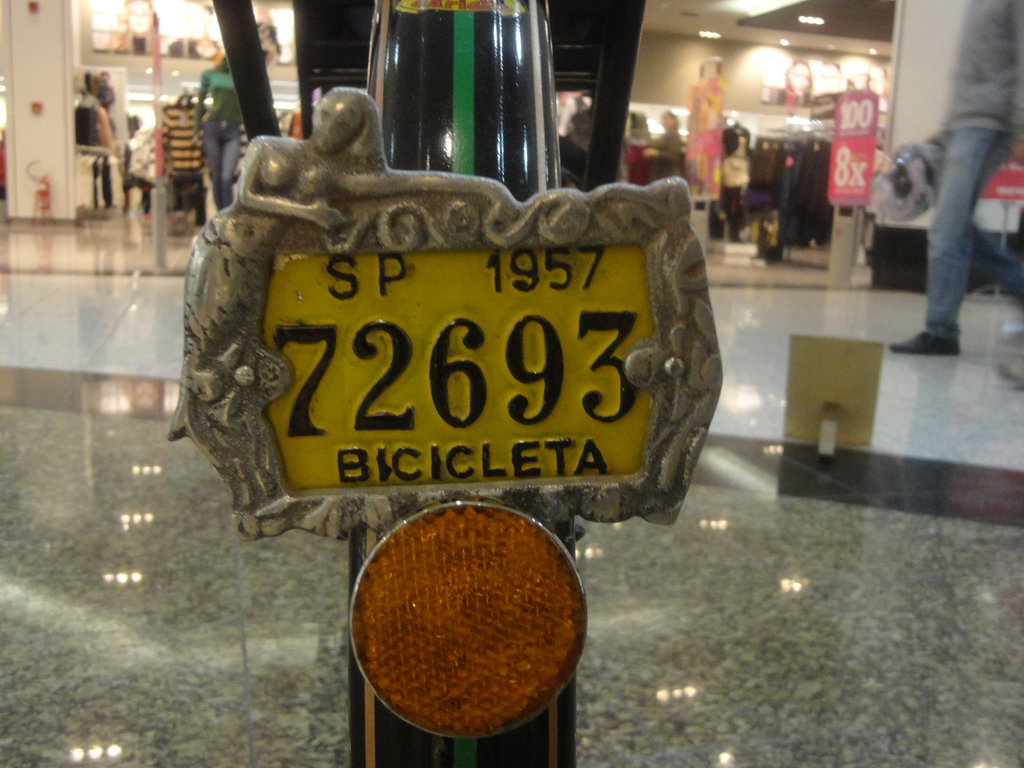 SP 1957
72693
BICICLETA
100
8x